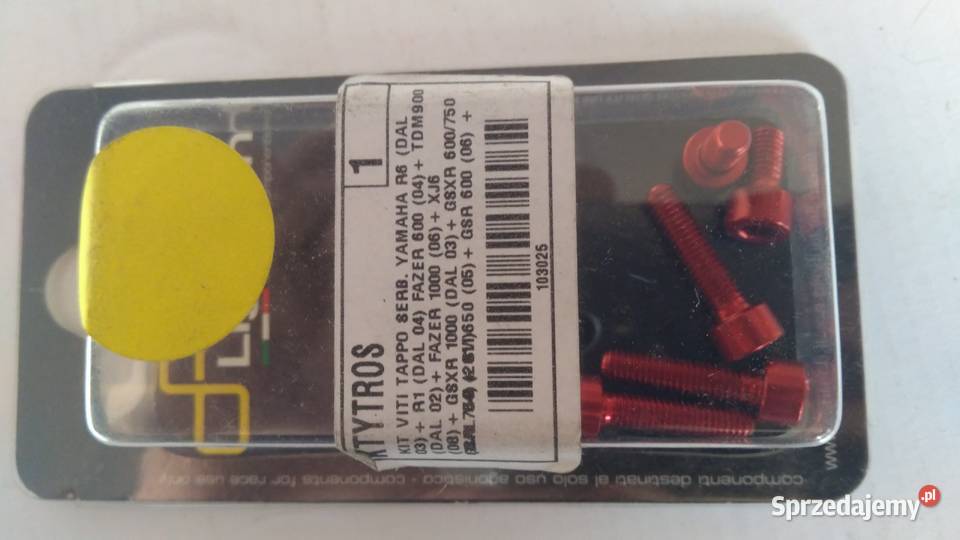 KTYTROS
1
KIT VITI TAPPO SERB. YAMAHA R6 (DAL
03) + R1 (DAL 04) FAZER 600 (04) + TDM900
(DAL 02) + FAZER 1000 (06) + XJ6
(08) + GSXR 1000 (DAL 03) + GSXR 600/750
650 (05) + GSR 600 (06) +
103025
componenti destinati al solo uso agonistico - components for race use only
www
Sprzedajemy.pl